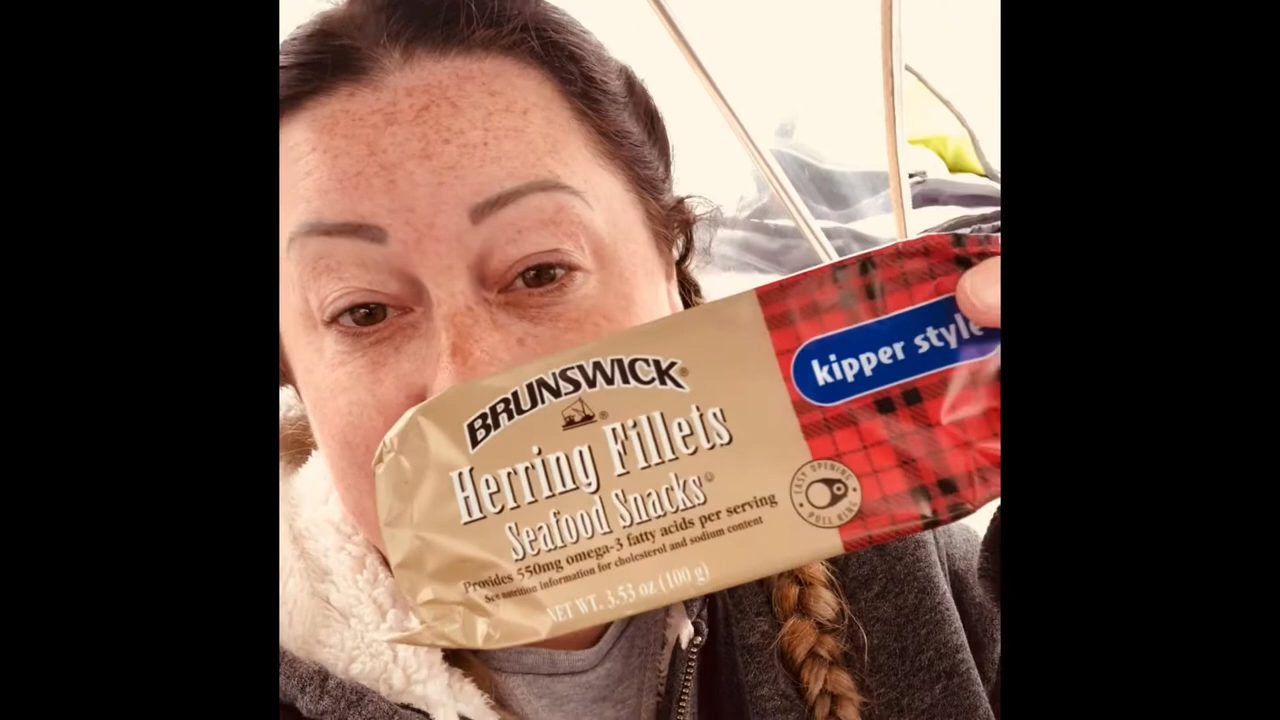 BRUNSWICK®
®
Herring Fillets
Seafood Snacks®
Provides 550mg omega-3 fatty acids per serving
See nutrition information for cholesterol and sodium content
NET WT. 3.53 oz (100 g)
kipper style
EASY OPENING
PULL RING